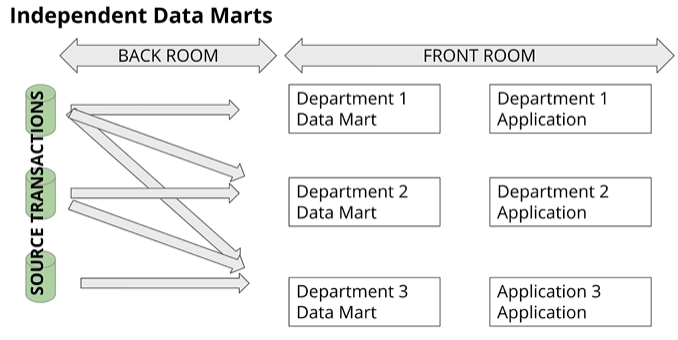 Independent Data Marts
BACK ROOM
FRONT ROOM
SOURCE TRANSACTIONS
Department 1
Data Mart
Department 1
Application
Department 2
Data Mart
Department 2
Application
Department 3
Data Mart
Application 3
Application